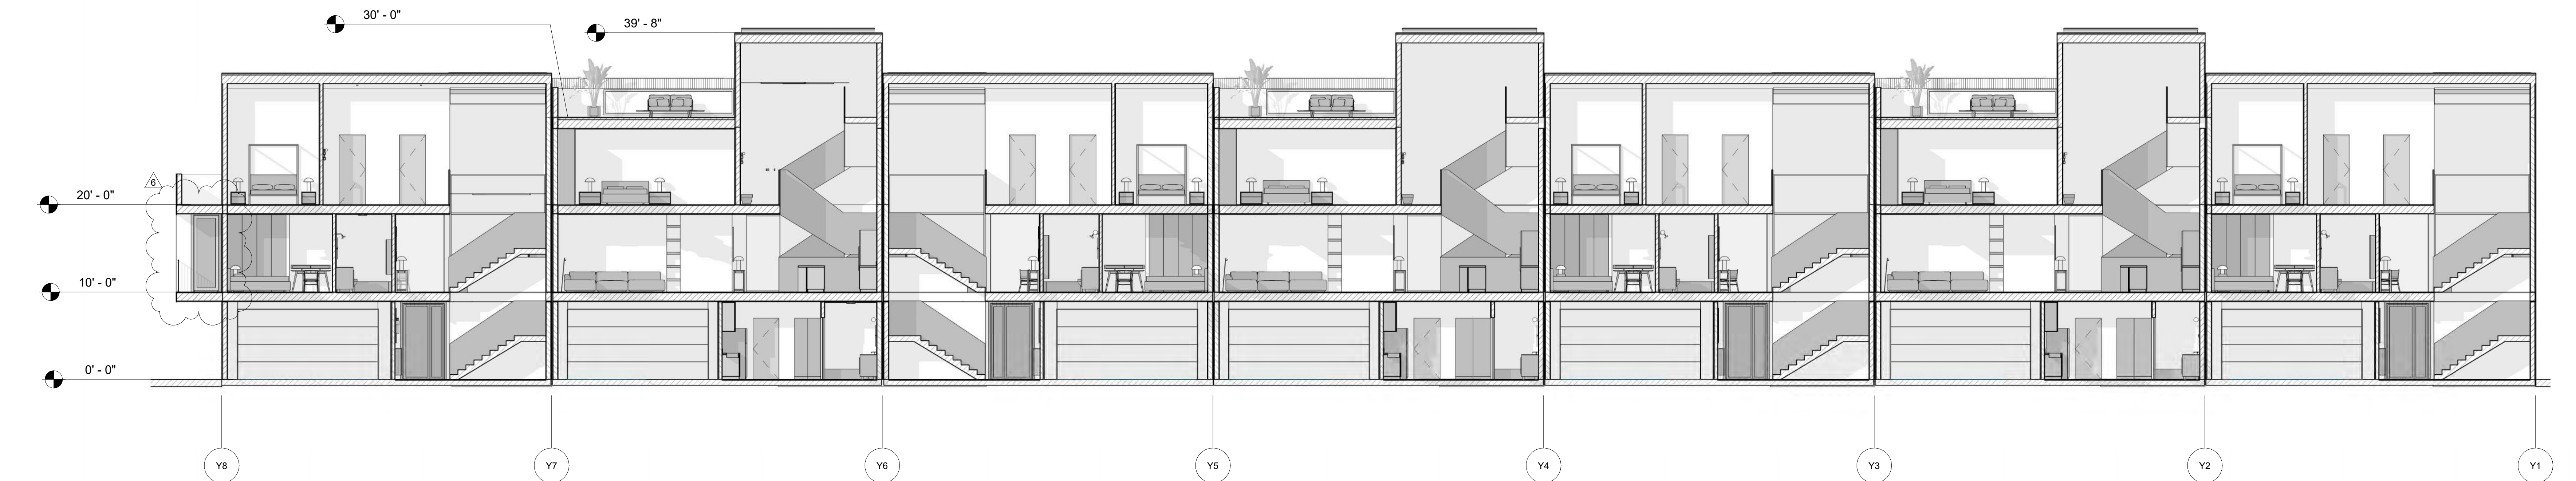 30' - 0"
39' - 8"
6
20' - 0"
10' - 0"
0' - 0"
Y8
Y7
Y6
Y5
Y4
Y3
Y2
Y1